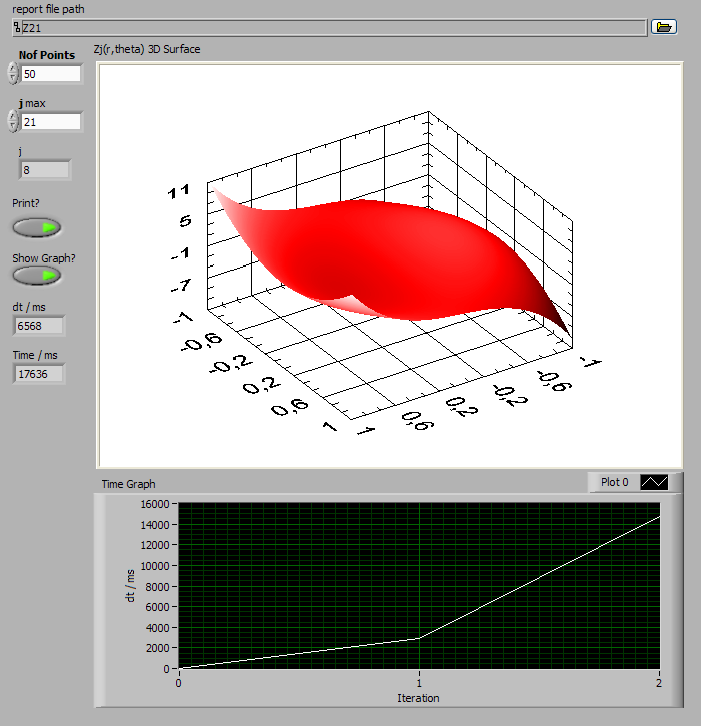 report file path
Z21
Nof Points
50
j max
21
j
8
Print?
Show Graph?
dt / ms
6568
Time / ms
17636
Zj(r,theta) 3D Surface
11
5
-1
-7
-1
-0,6
-0,2
0,2
0,6
1
1
0,6
0,2
-0,2
-0,6
-1
Time Graph
Plot 0
16000
14000
12000
10000
8000
6000
4000
2000
0
dt / ms
0 1 2
Iteration